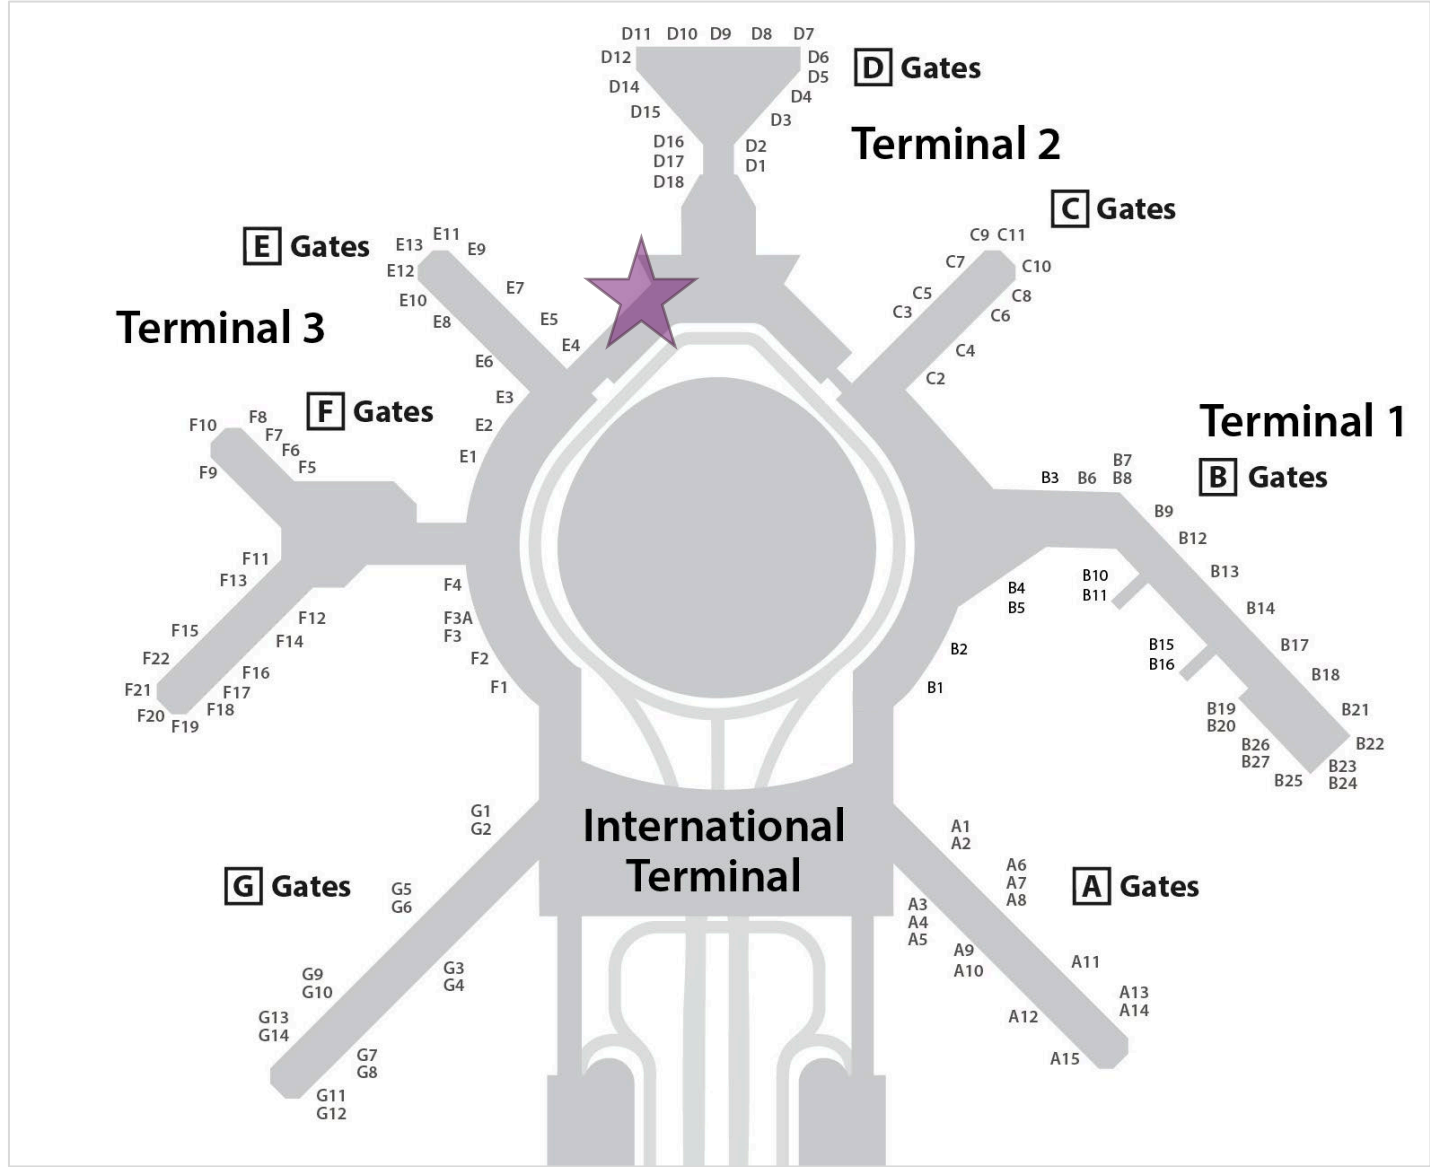 D11 D10 D9 D8 D7
D12
D6
D5
D14
D4
D15
D3
D16
D17
D18
D2
D1
D Gates
Terminal 2
C Gates
C9 C11
C7
C10
C5
C8
C3
C6
C4
C2
E Gates
E13
E11
E9
E12
E7
E10
E8
E5
E4
E6
E3
E2
E1
Terminal 3
F Gates
F10
F8
F7
F6
F5
F9
F11
F13
F4
F3A
F3
F2
F1
F12
F14
F15
F22
F16
F17
F18
F21
F20
F19
Terminal 1
B Gates
B3
B6
B7
B8
B9
B12
B13
B10
B11
B4
B5
B14
B2
B15
B16
B17
B18
B1
B19
B20
B21
B26
B27
B22
B25
B23
B24
International
Terminal
G Gates
G1
G2
G5
G6
G3
G4
G9
G10
G13
G14
G7
G8
G11
G12
A Gates
A1
A2
A6
A7
A8
A3
A4
A5
A9
A10
A11
A13
A14
A12
A15